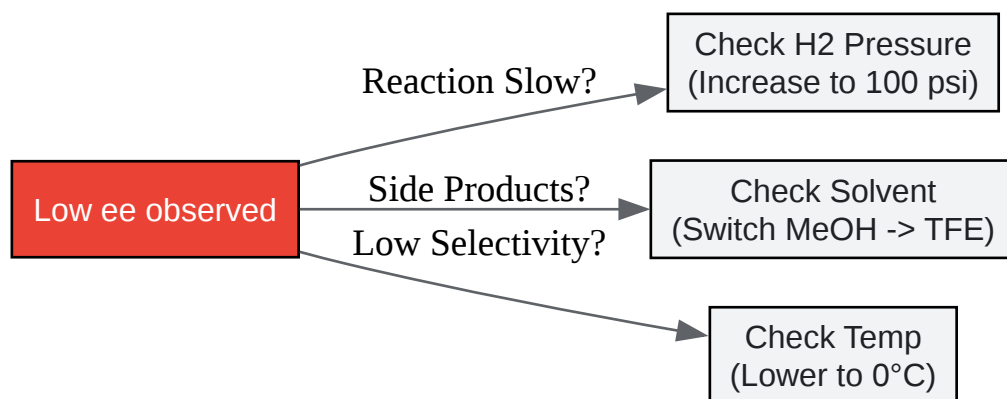 Low ee observed
Reaction Slow?
Check H2 Pressure
(Increase to 100 psi)
Side Products?
Check Solvent
(Switch MeOH -> TFE)
Low Selectivity?
Check Temp
(Lower to 0°C)